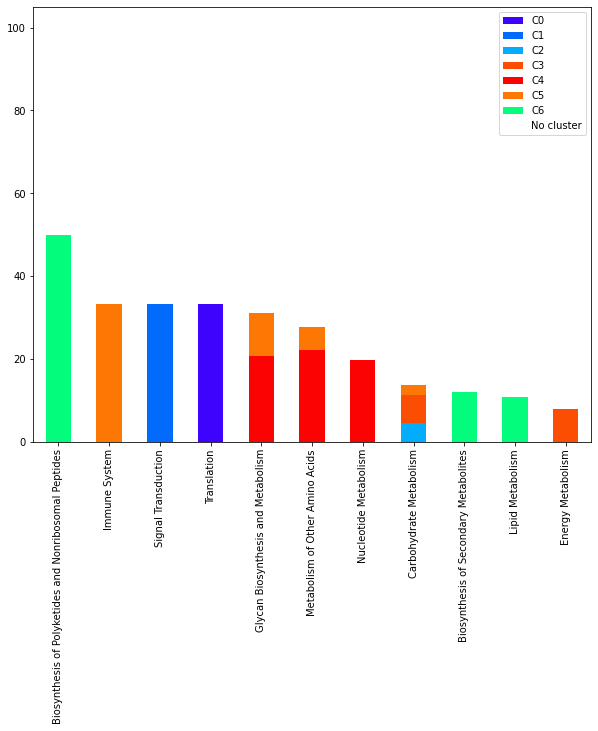 100
80
60
40
20
0
C0
C1
C2
C3
C4
C5
C6
No cluster
Biosynthesis of Polyketides and Nonribosomal Peptides
Immune System
Signal Transduction
Translation
Glycan Biosynthesis and Metabolism
Metabolism of Other Amino Acids
Nucleotide Metabolism
Carbohydrate Metabolism
Biosynthesis of Secondary Metabolites
Lipid Metabolism
Energy Metabolism